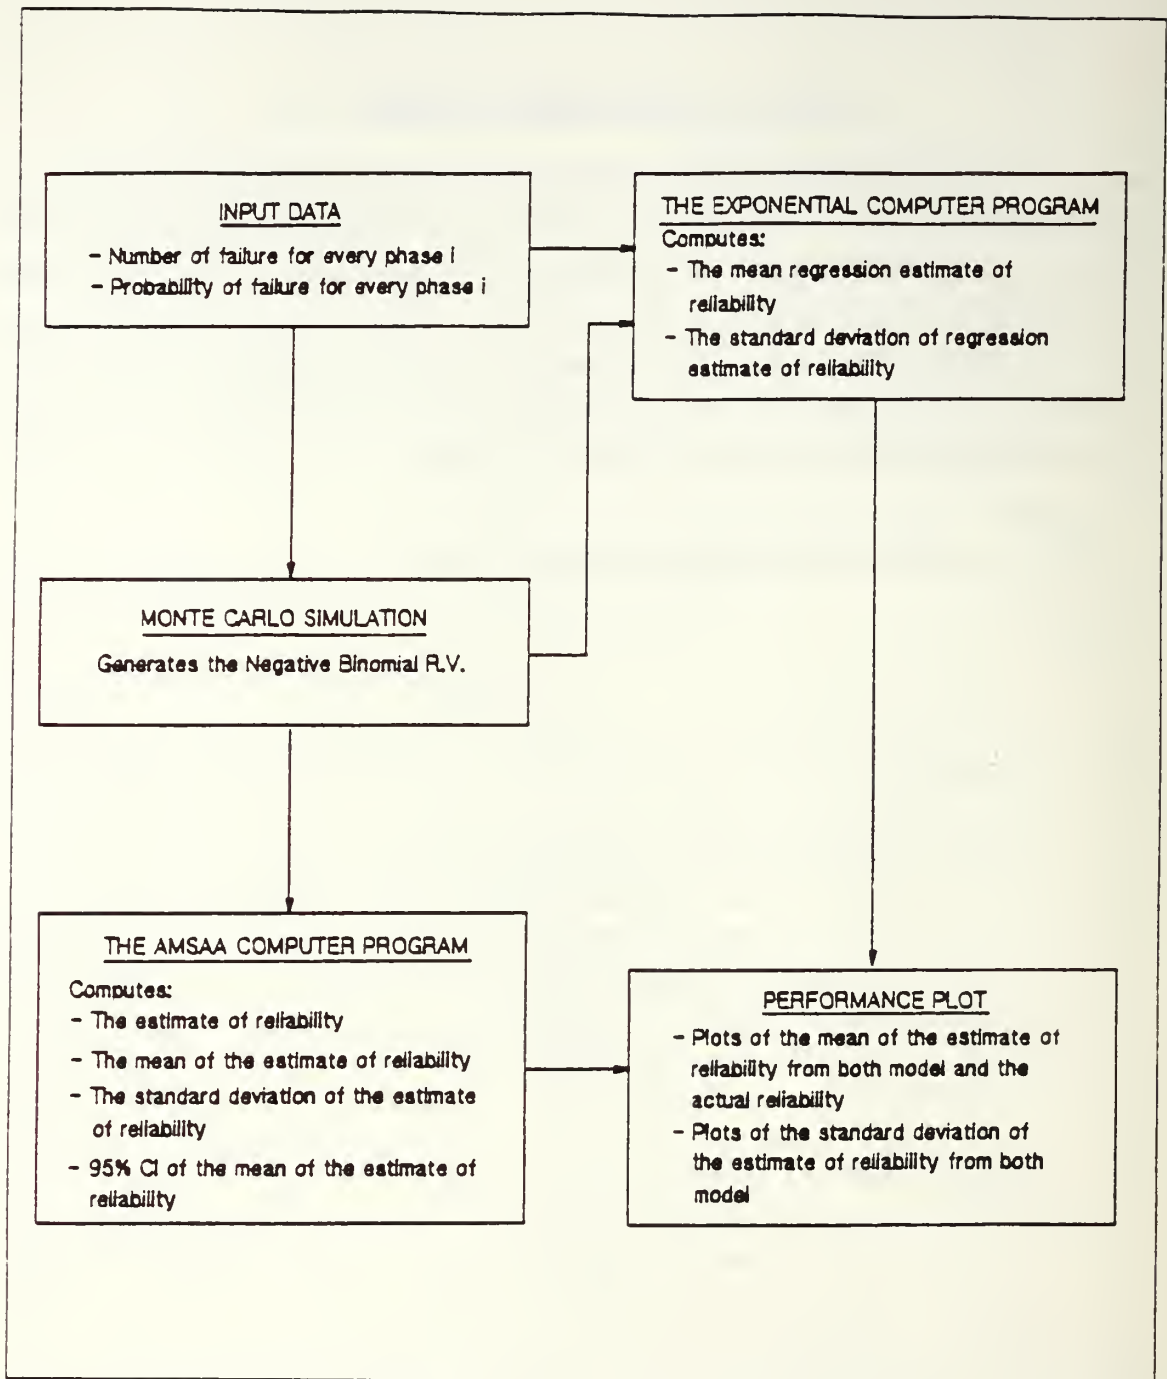 INPUT DATA
- Number of failure for every phase i
- Probability of failure for every phase i
THE EXPONENTIAL COMPUTER PROGRAM
Computes:
- The mean regression estimate of
reliability
- The standard deviation of regression
estimate of reliability
MONTE CARLO SIMULATION
Generates the Negative Binomial R.V.
THE AMSAA COMPUTER PROGRAM
Computes:
- The estimate of reliability
- The mean of the estimate of reliability
- The standard deviation of the estimate
of reliability
- 95% CI of the mean of the estimate of
reliability
PERFORMANCE PLOT
- Plots of the mean of the estimate of
reliability from both model and the
actual reliability
- Plots of the standard deviation of
the estimate of reliability from both
model